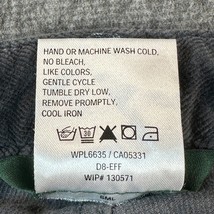 HAND OR MACHINE WASH COLD,
NO BLEACH,
LIKE COLORS,
GENTLE CYCLE
TUMBLE DRY LOW,
REMOVE PROMPTLY,
COOL IRON
30
WPL6635 / CA05331
D8-EFF
WIP# 130571